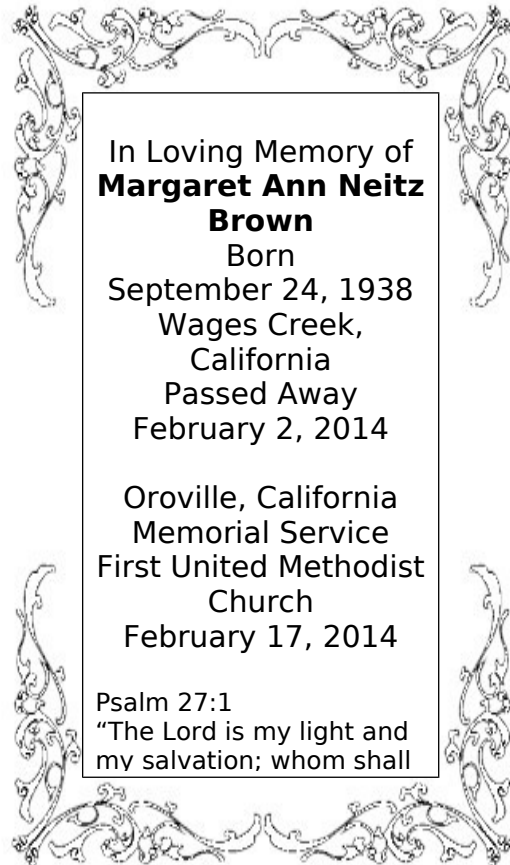 In Loving Memory of
Margaret Ann Neitz
Brown
Born
September 24, 1938
Wages Creek,
California
Passed Away
February 2, 2014
Oroville, California
Memorial Service
First United Methodist
Church
February 17, 2014
Psalm 27:1
“The Lord is my light and
my salvation; whom shall